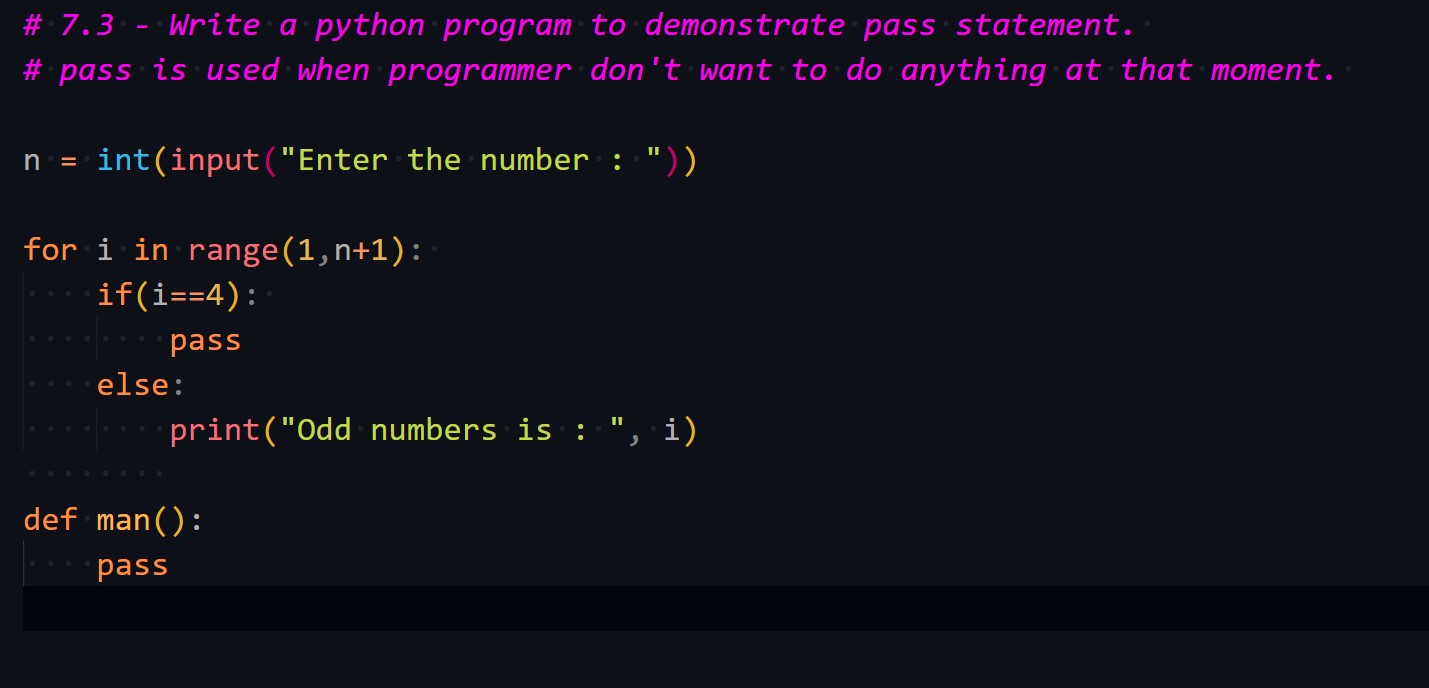 # 7.3 - Write a python program to demonstrate pass statement.
# pass is used when programmer don't want to do anything at that moment.
n = int(input("Enter the number : "))
for i in range(1,n+1):
    if(i==4):
        pass
    else:
        print("Odd numbers is : ", i)
def man():
    pass